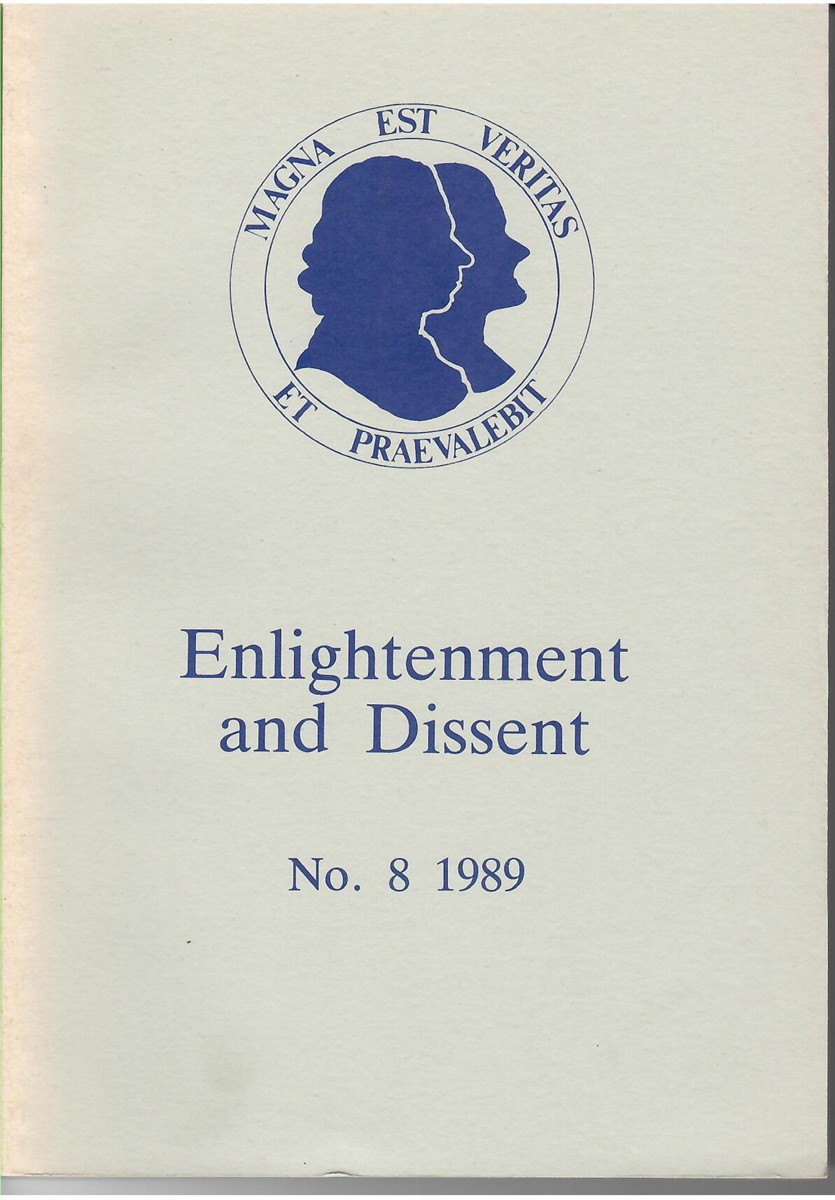 MAGNA EST VERITAS
ET PRAEVALEBIT
Enlightenment
and Dissent
No. 8 1989